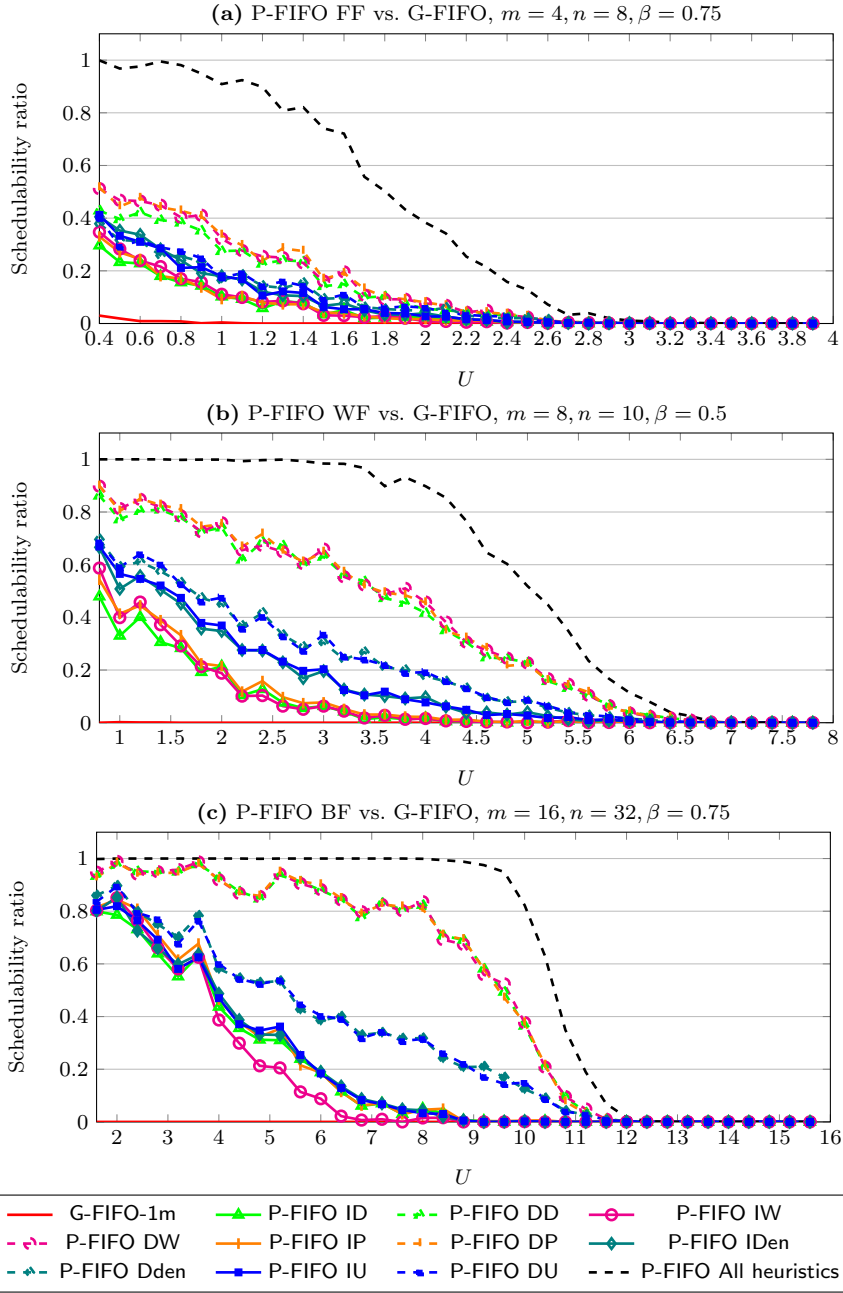 (a) P-FIFO FF vs. G-FIFO, m = 4, n = 8, β = 0.75
Schedulability ratio
1
0.8
0.6
0.4
0.2
0
0.4 0.6 0.8 1 1.2 1.4 1.6 1.8 2 2.2 2.4 2.6 2.8 3 3.2 3.4 3.6 3.8 4
U
(b) P-FIFO WF vs. G-FIFO, m = 8, n = 10, β = 0.5
Schedulability ratio
1
0.8
0.6
0.4
0.2
0
1 1.5 2 2.5 3 3.5 4 4.5 5 5.5 6 6.5 7 7.5 8
U
(c) P-FIFO BF vs. G-FIFO, m = 16, n = 32, β = 0.75
Schedulability ratio
1
0.8
0.6
0.4
0.2
0
2 3 4 5 6 7 8 9 10 11 12 13 14 15 16
U
G-FIFO-1m P-FIFO ID P-FIFO DD P-FIFO IW
P-FIFO DW P-FIFO IP P-FIFO DP P-FIFO IDen
P-FIFO Dden P-FIFO IU P-FIFO DU P-FIFO All heuristics